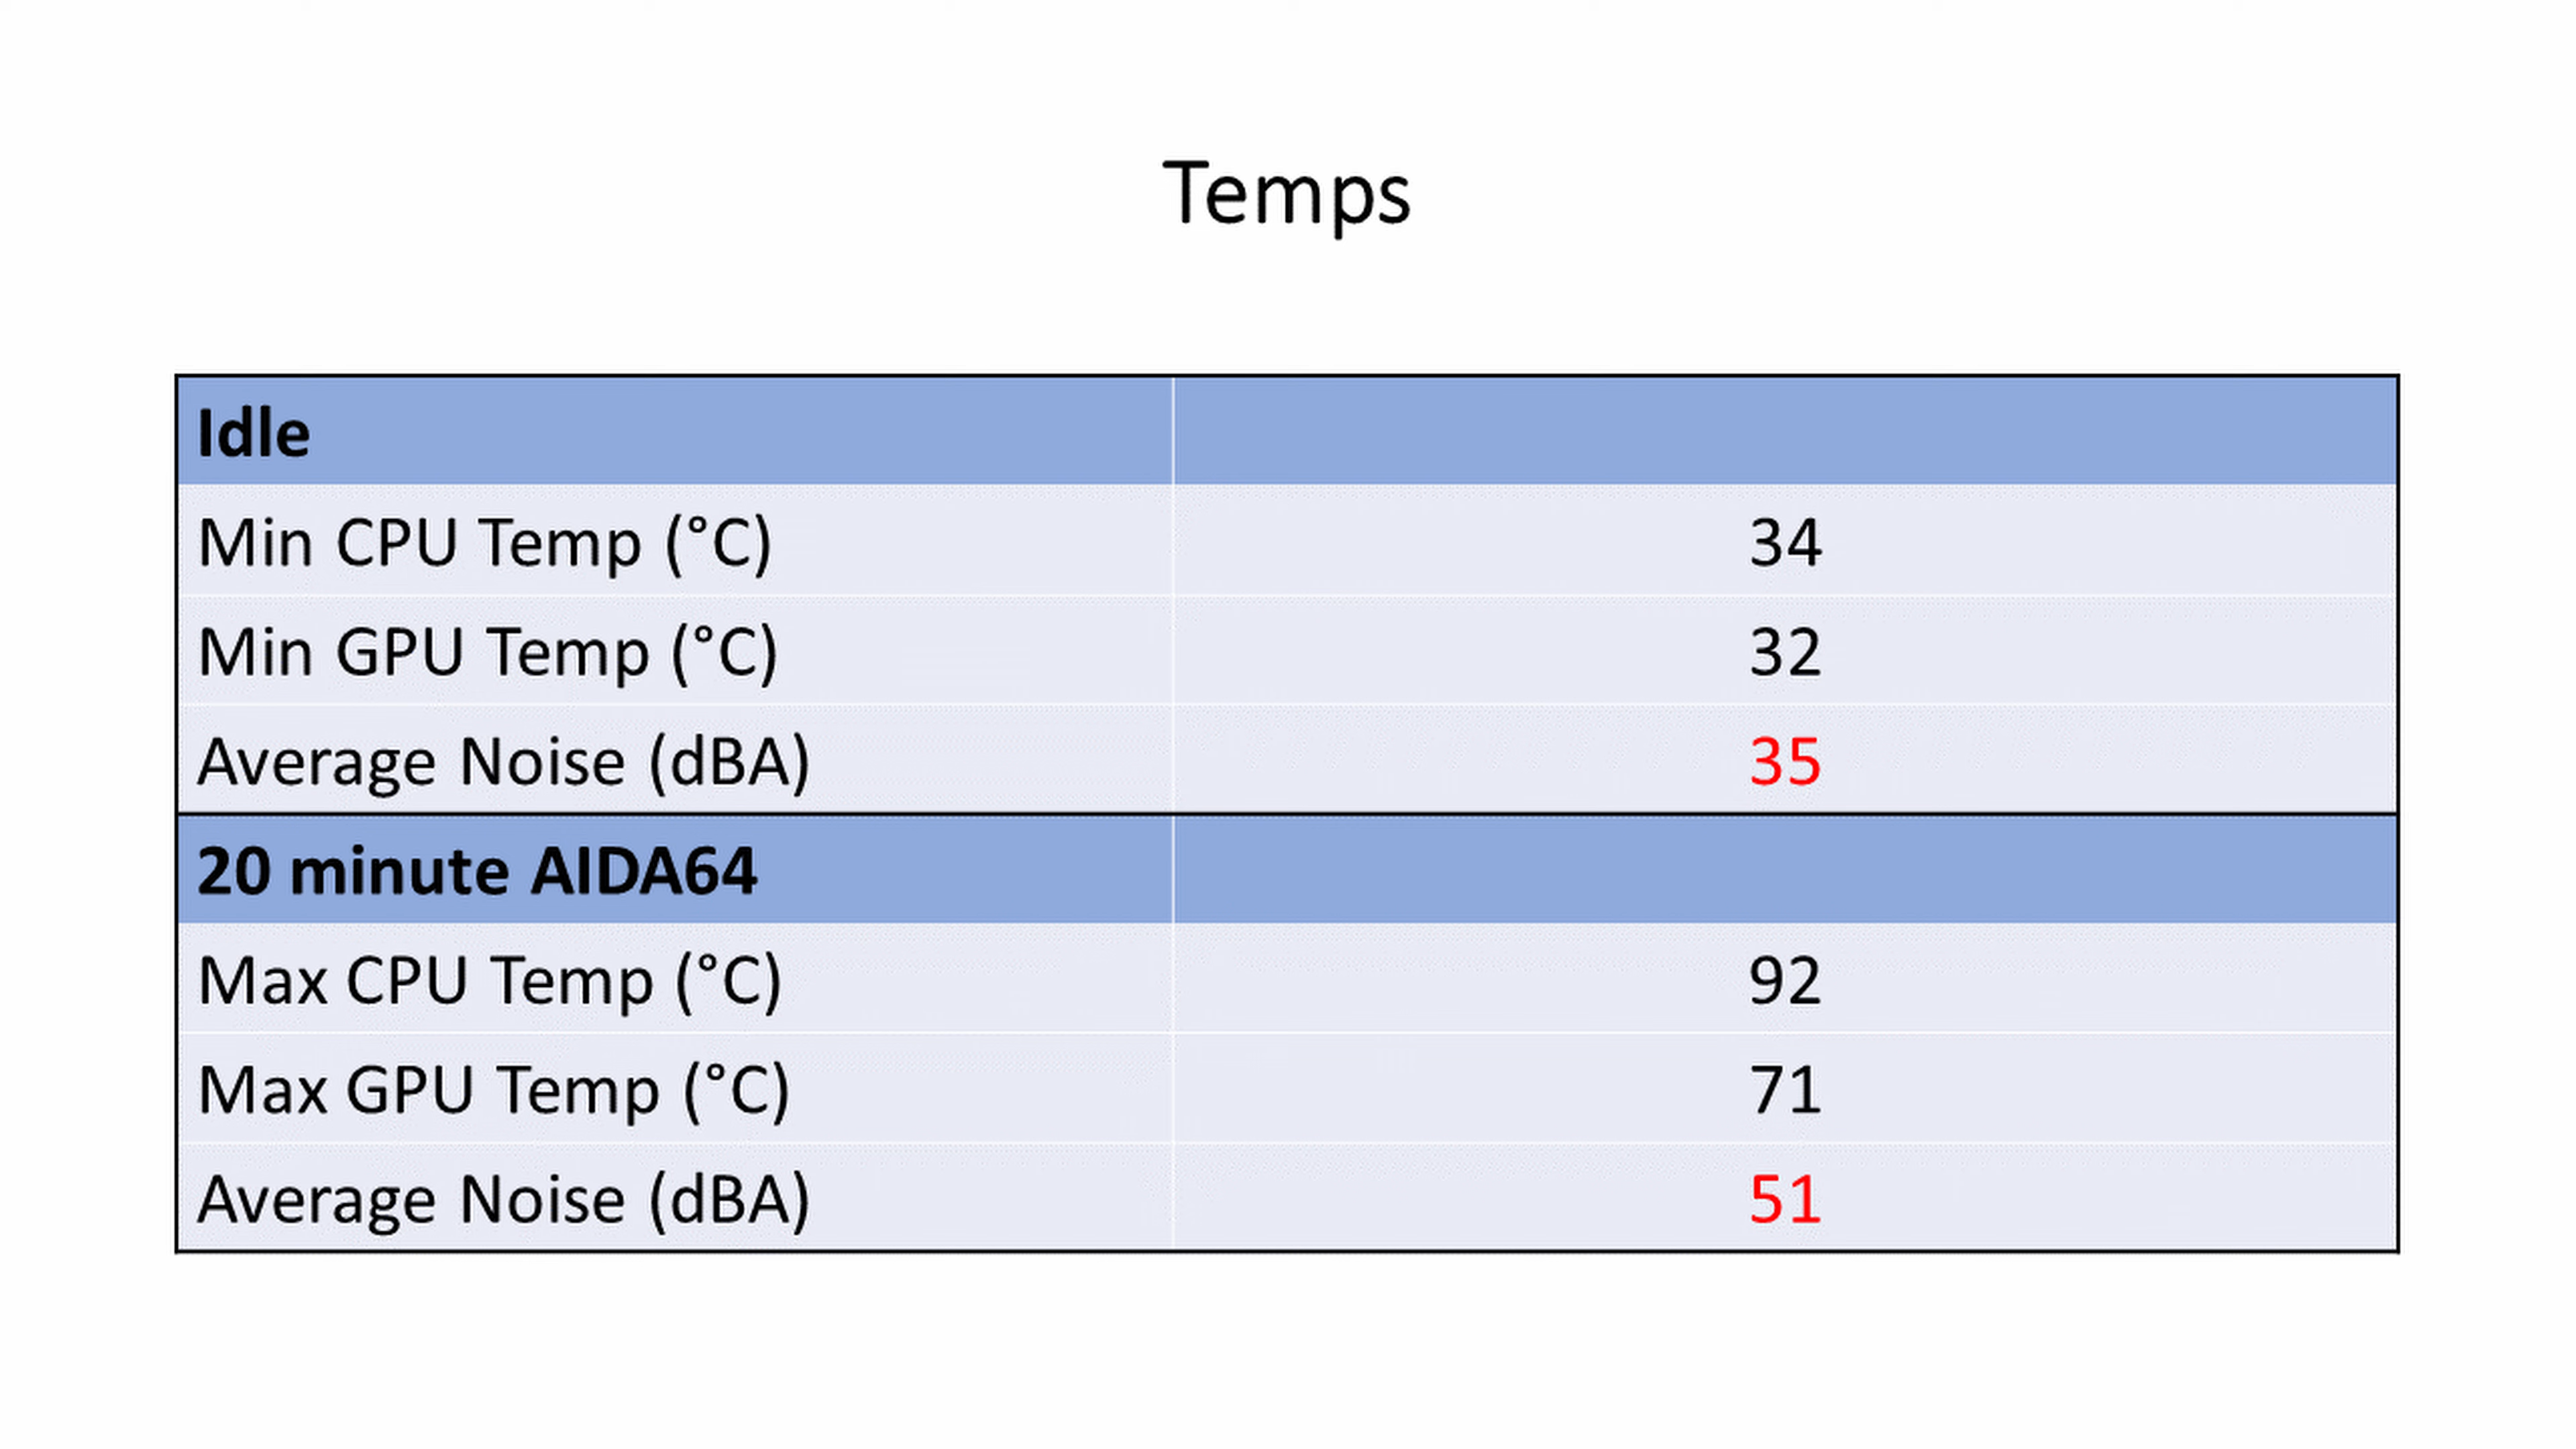 Temps
Idle
Min CPU Temp (°C) 34
Min GPU Temp (°C) 32
Average Noise (dBA) 35
20 minute AIDA64
Max CPU Temp (°C) 92
Max GPU Temp (°C) 71
Average Noise (dBA) 51